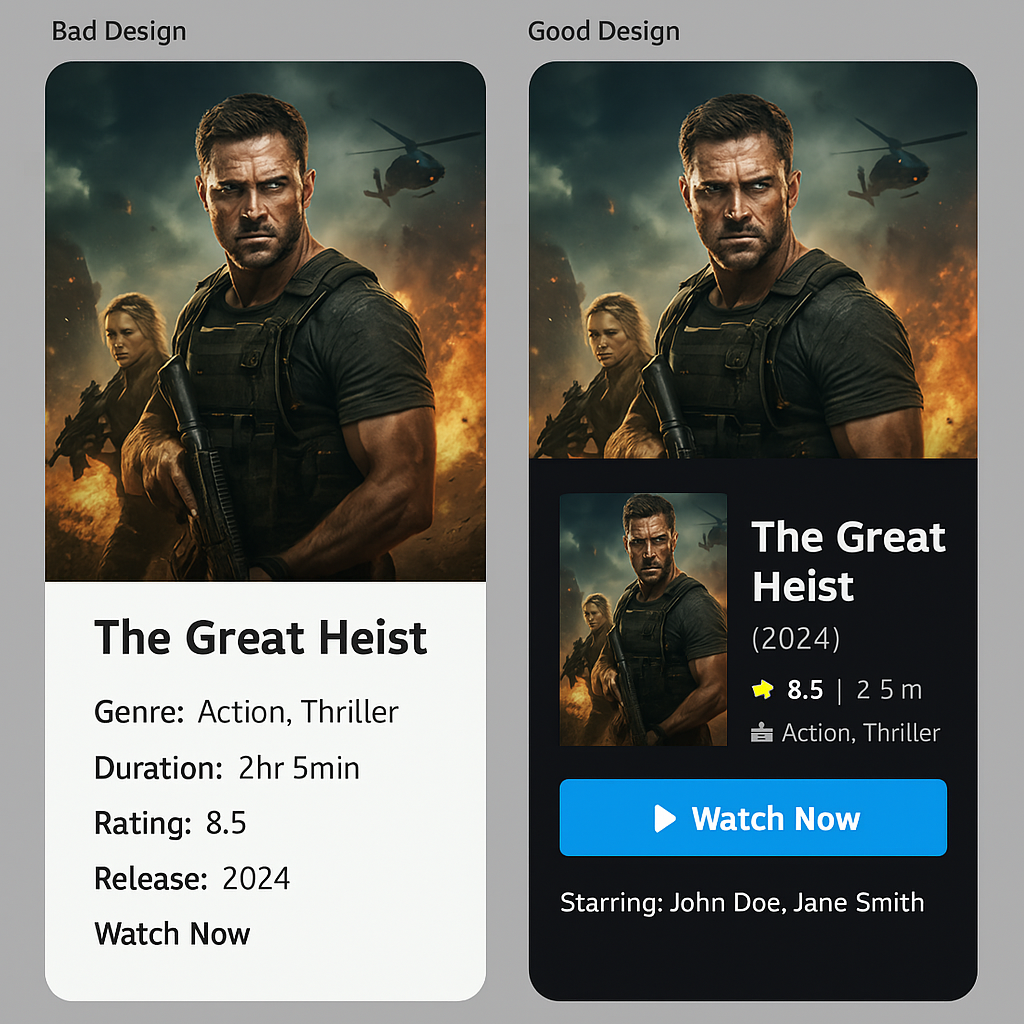 Bad Design
Good Design
The Great Heist
Genre: Action, Thriller
Duration: 2hr 5min
Rating: 8.5
Release: 2024
Watch Now
The Great
Heist
(2024)
8.5 | 2 5 m
Action, Thriller
Watch Now
Starring: John Doe, Jane Smith